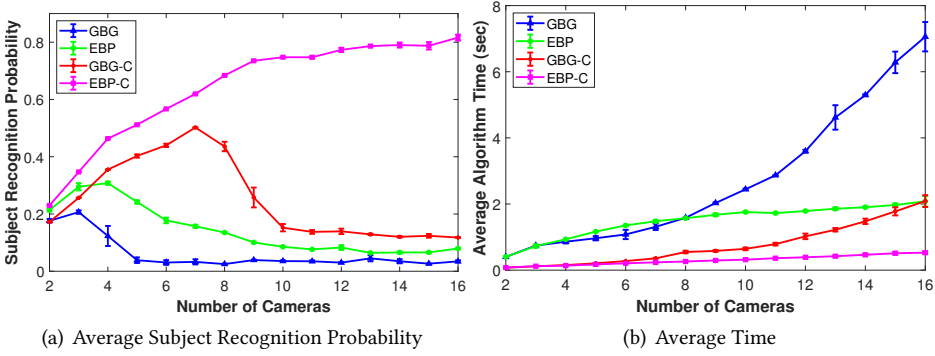 Subject Recognition Probability
1
0.8
0.6
0.4
0.2
0
GBG
EBP
GBG-C
EBP-C
2 4 6 8 10 12 14 16
Number of Cameras
(a) Average Subject Recognition Probability
Average Algorithm Time (sec)
8
6
4
2
0
GBG
EBP
GBG-C
EBP-C
2 4 6 8 10 12 14 16
Number of Cameras
(b) Average Time